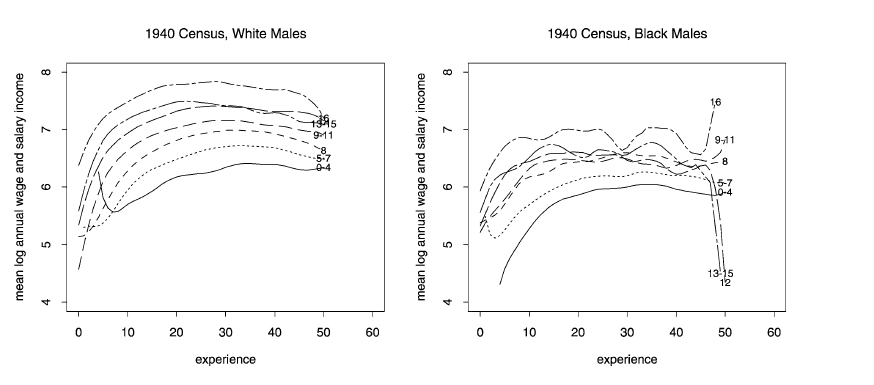 1940 Census, White Males
mean log annual wage and salary income
8
7
6
5
4
0 10 20 30 40 50 60
experience
16
13-15
9-11
8
5-7
0-4
1940 Census, Black Males
mean log annual wage and salary income
8
7
6
5
4
0 10 20 30 40 50 60
experience
16
9-11
8
5-7
0-4
13-15
12